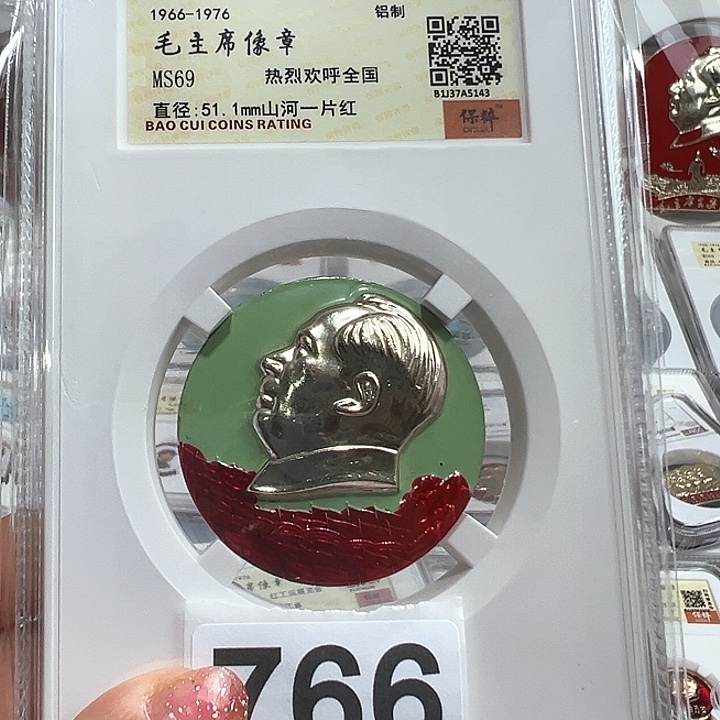 1966-1976 铝制
毛主席像章
MS69 热烈欢呼全国
B1J37A5143
直径:51.1mm山河一片红
BAO CUI COINS RATING
保粹
766